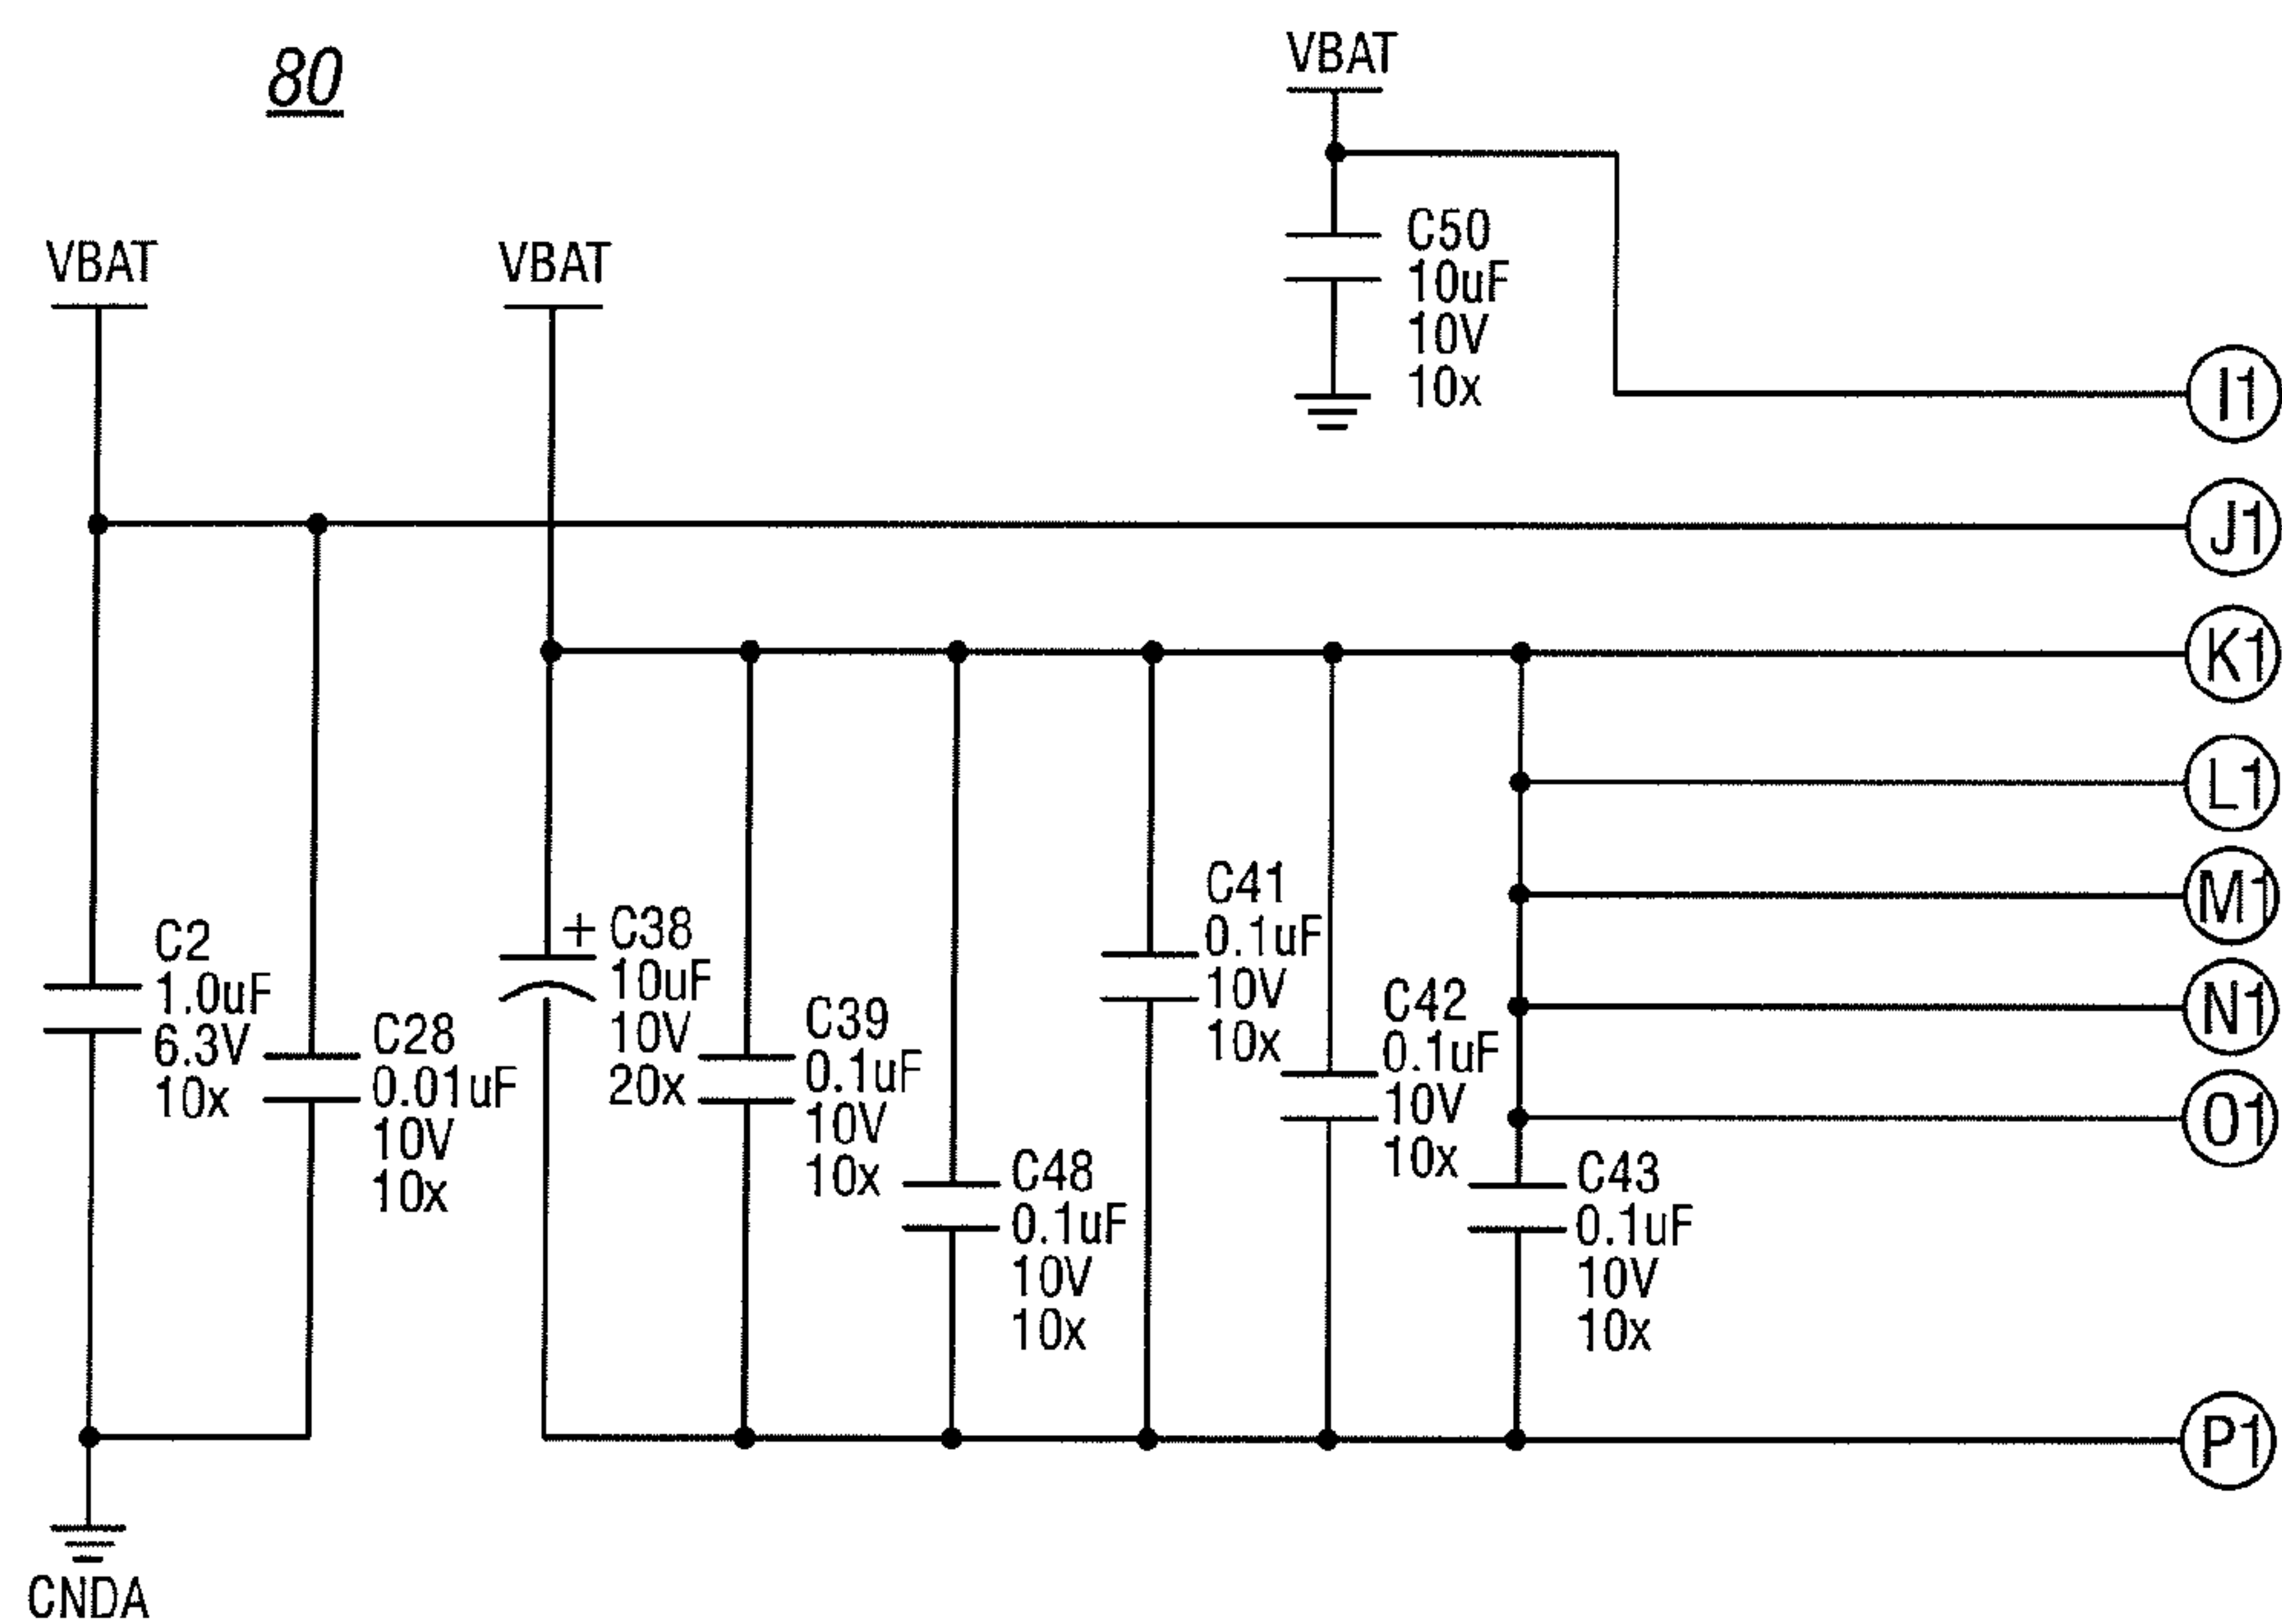 80
VBAT
VBAT
VBAT
C50
10uF
10V
10x
I1
J1
K1
L1
M1
N1
O1
P1
C2
1.0uF
6.3V
10x
C28
0.01uF
10V
10x
+ C38
10uF
10V
20x
C39
0.1uF
10V
10x
C48
0.1uF
10V
10x
C41
0.1uF
10V
10x
C42
0.1uF
10V
10x
C43
0.1uF
10V
10x
CNDA